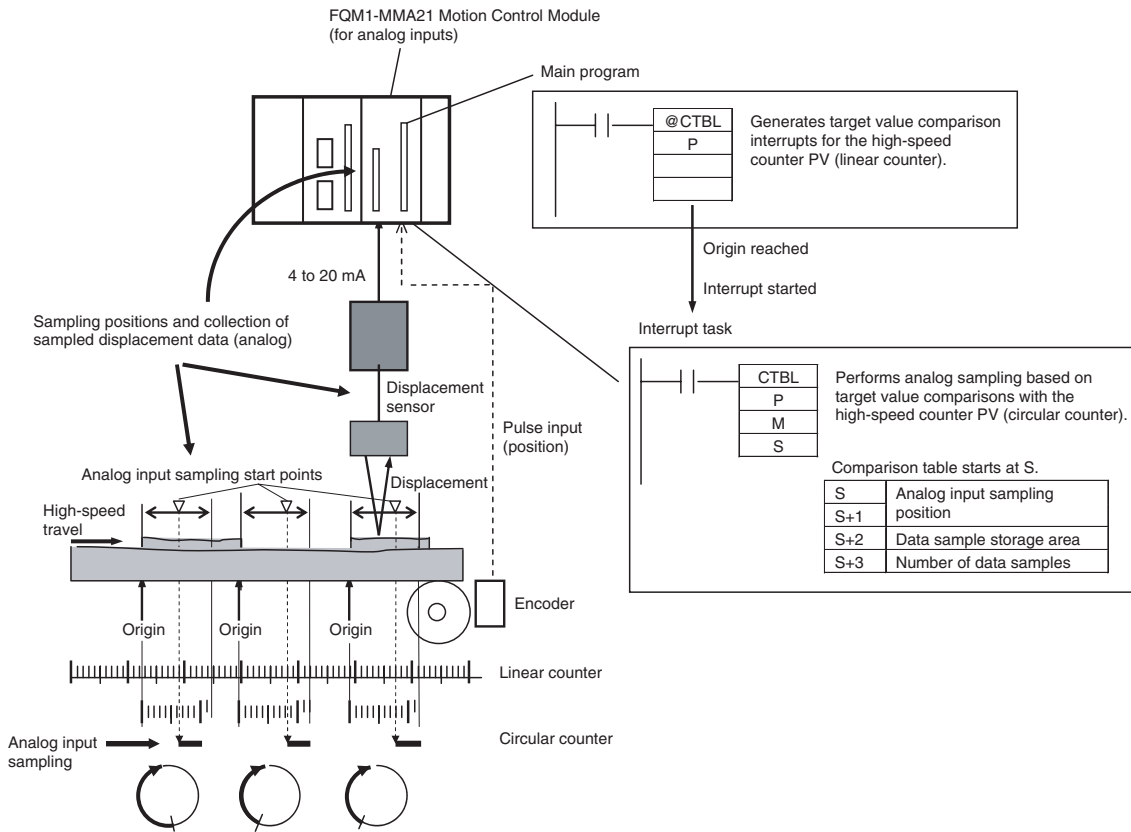 FQM1-MMA21 Motion Control Module
(for analog inputs)
Main program
@CTBL
P
Generates target value comparison
interrupts for the high-speed
counter PV (linear counter).
Origin reached
Interrupt started
4 to 20 mA
Sampling positions and collection of
sampled displacement data (analog)
Interrupt task
CTBL
P
M
S
Performs analog sampling based on
target value comparisons with the
high-speed counter PV (circular counter).
Displacement
sensor
Pulse input
(position)
Comparison table starts at S.
S
S+1
Analog input sampling
position
S+2 Data sample storage area
S+3 Number of data samples
Analog input sampling start points
Displacement
High-speed
travel
Encoder
Origin
Origin
Origin
Linear counter
Circular counter
Analog input
sampling